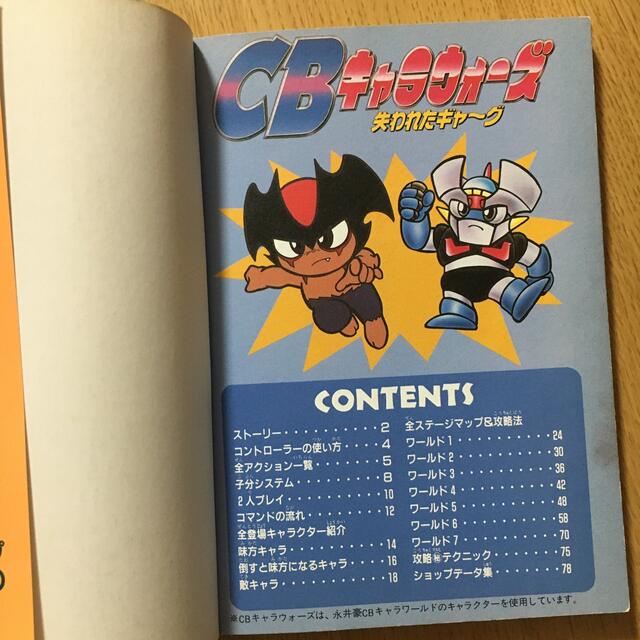 CBキャラウォーズ
失われたギャ〜グ
CONTENTS
ストーリー・・・・・・・・・・2
コントローラーの使い方・・・・4
全アクション一覧・・・・・・・5
子分システム・・・・・・・・・8
2人プレイ・・・・・・・・・・10
コマンドの流れ・・・・・・・・12
全登場キャラクター紹介
味方キャラ・・・・・・・・・・14
倒すと味方になるキャラ・・・・16
敵キャラ・・・・・・・・・・・18
全ステージマップ&攻略法
ワールド1・・・・・・・・・・24
ワールド2・・・・・・・・・・30
ワールド3・・・・・・・・・・36
ワールド4・・・・・・・・・・42
ワールド5・・・・・・・・・・48
ワールド6・・・・・・・・・・58
ワールド7・・・・・・・・・・70
攻略㊙テクニック・・・・・・・75
ショップデータ集・・・・・・・78
※CBキャラウォーズは、永井豪CBキャラワールドのキャラクターを使用しています。